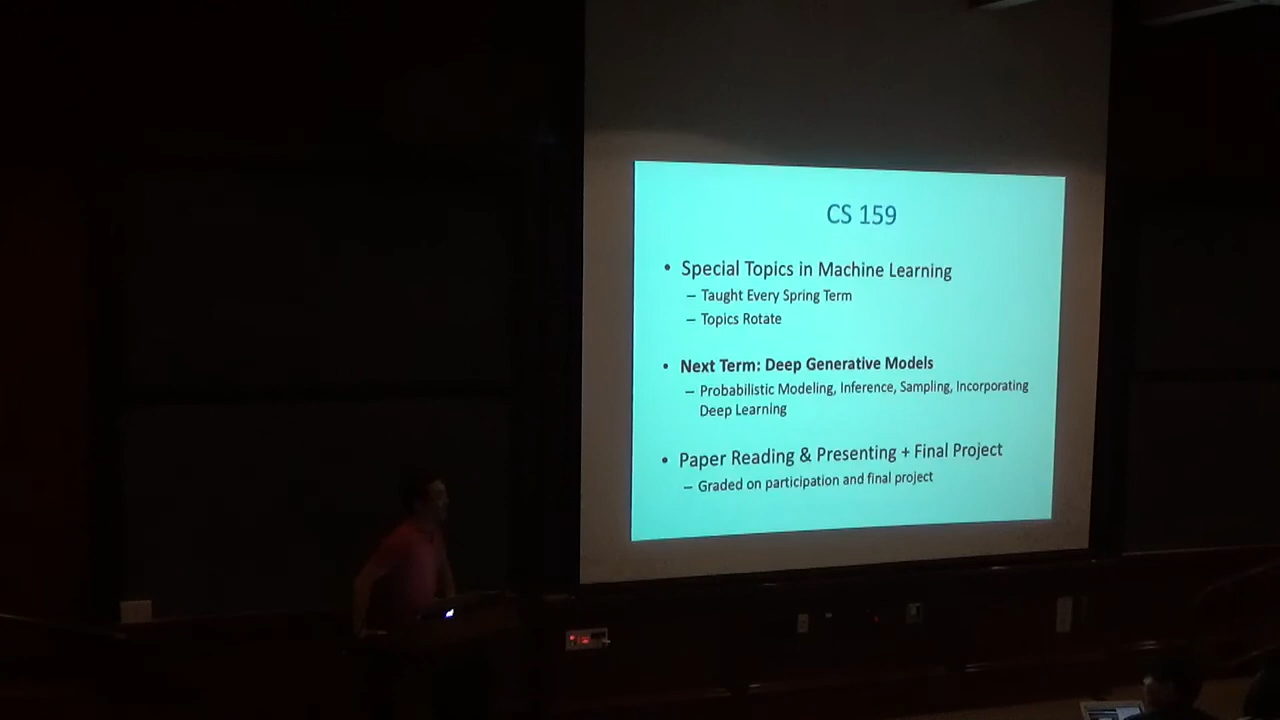 CS 159
• Special Topics in Machine Learning
– Taught Every Spring Term
– Topics Rotate
• Next Term: Deep Generative Models
– Probabilistic Modeling, Inference, Sampling, Incorporating
Deep Learning
• Paper Reading & Presenting + Final Project
– Graded on participation and final project